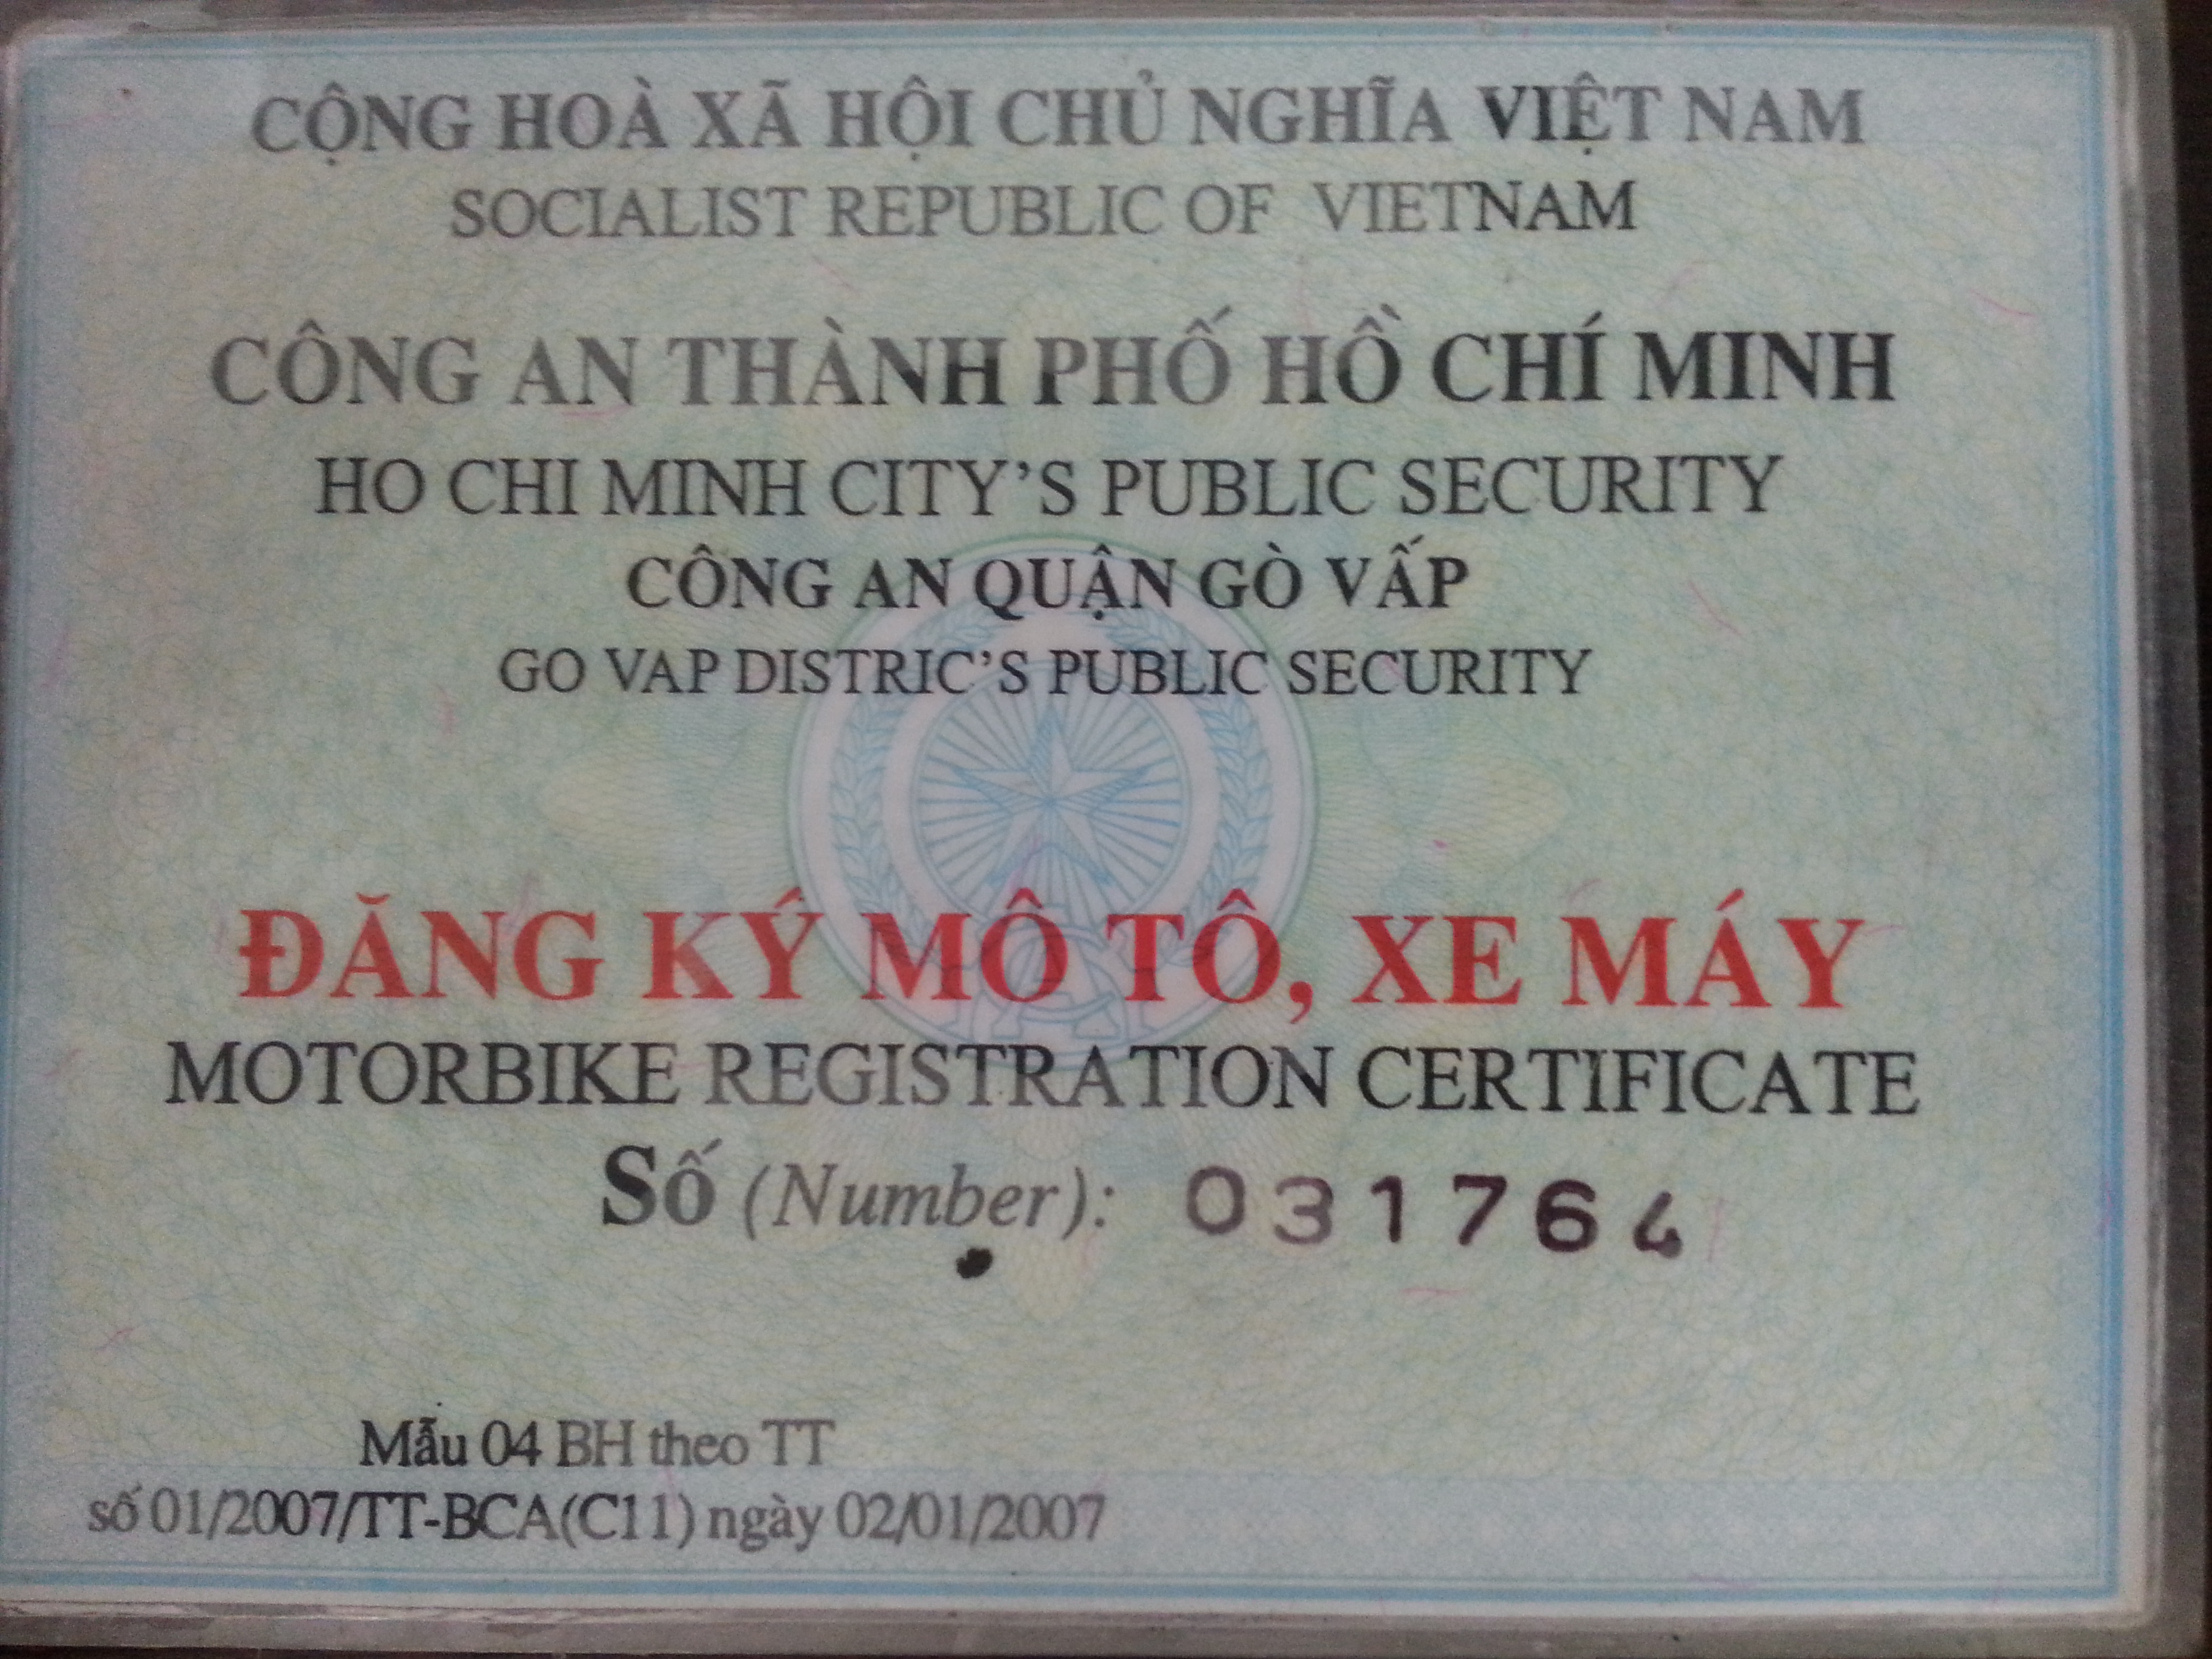 CỘNG HOÀ XÃ HỘI CHỦ NGHĨA VIỆT NAM
SOCIALIST REPUBLIC OF VIETNAM
CÔNG AN THÀNH PHỐ HỒ CHÍ MINH
HO CHI MINH CITY'S PUBLIC SECURITY
CÔNG AN QUẬN GÒ VẤP
GO VAP DISTRIC'S PUBLIC SECURITY
ĐĂNG KÝ MÔ TÔ, XE MÁY
MOTORBIKE REGISTRATION CERTIFICATE
Số (Number): 031764
Mẫu 04 BH theo TT
số 01/2007/TT-BCA(C11) ngày 02/01/2007